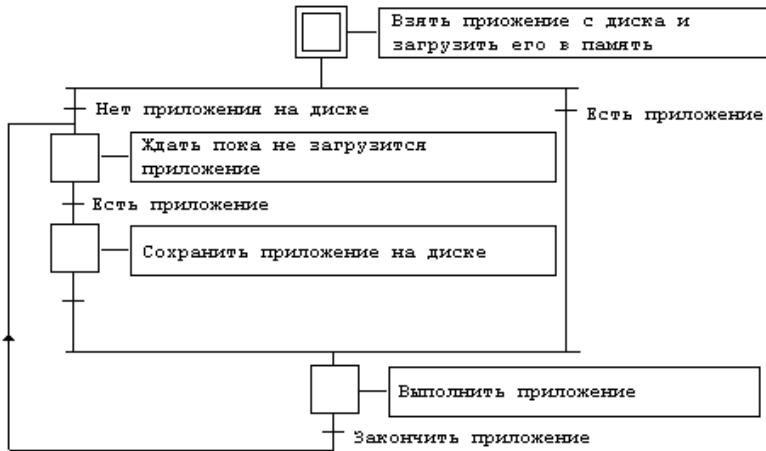 Взять приожение с диска и
загрузить его в память
Нет приложения на диске
Есть приложение
Ждать пока не загрузится
приложение
Есть приложение
Сохранить приложение на диске
Выполнить приложение
Закончить приложение